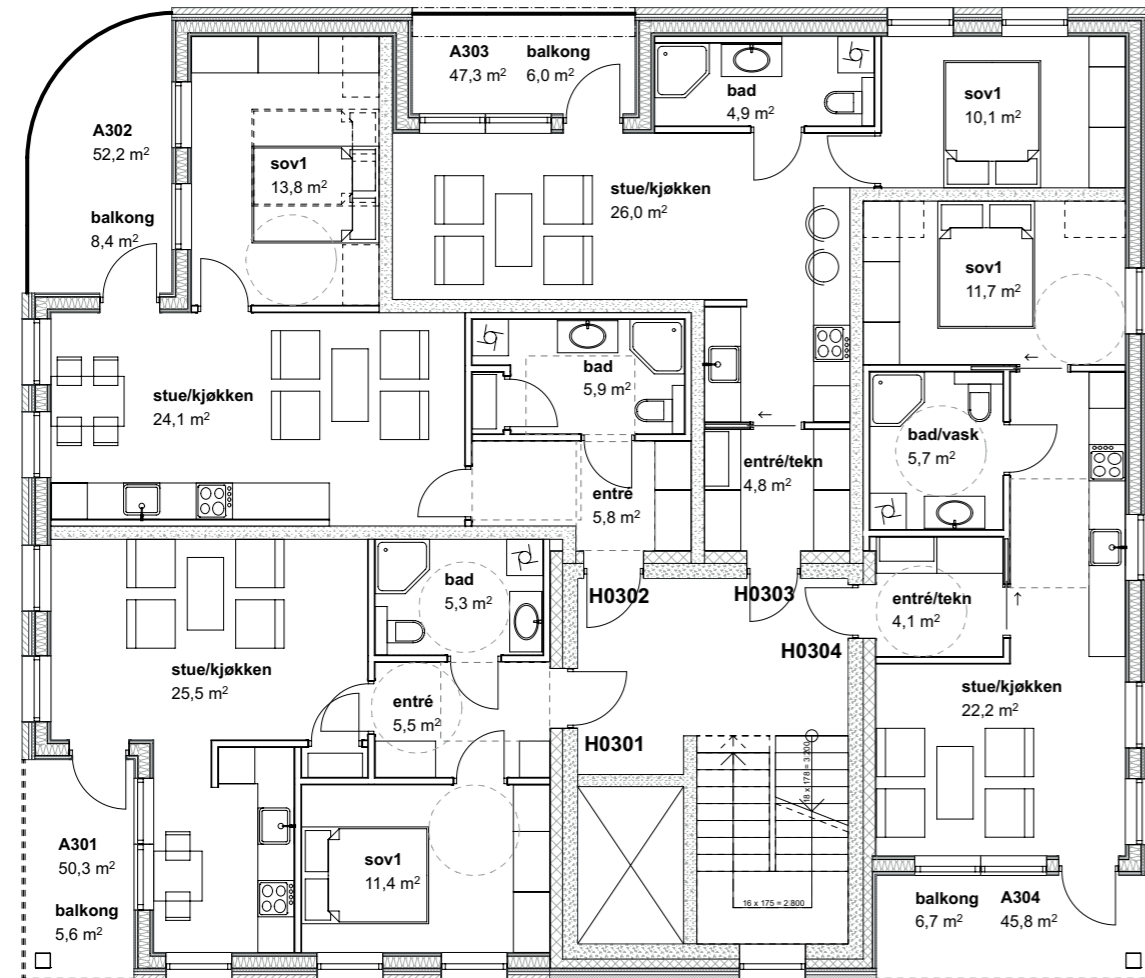 A303
47,3 m²
balkong
6,0 m²
bad
4,9 m²
sov1
10,1 m²
A302
52,2 m²
sov1
13,8 m²
stue/kjøkken
26,0 m²
balkong
8,4 m²
sov1
11,7 m²
stue/kjøkken
24,1 m²
bad
5,9 m²
bad/vask
5,7 m²
entré/tekn
4,8 m²
entré
5,8 m²
bad
5,3 m²
H0302
H0303
entré/tekn
4,1 m²
H0304
stue/kjøkken
25,5 m²
entré
5,5 m²
stue/kjøkken
22,2 m²
H0301
18 x 178 = 3 200
A301
50,3 m²
sov1
11,4 m²
balkong
5,6 m²
16 x 175 = 2 800
balkong
6,7 m²
A304
45,8 m²